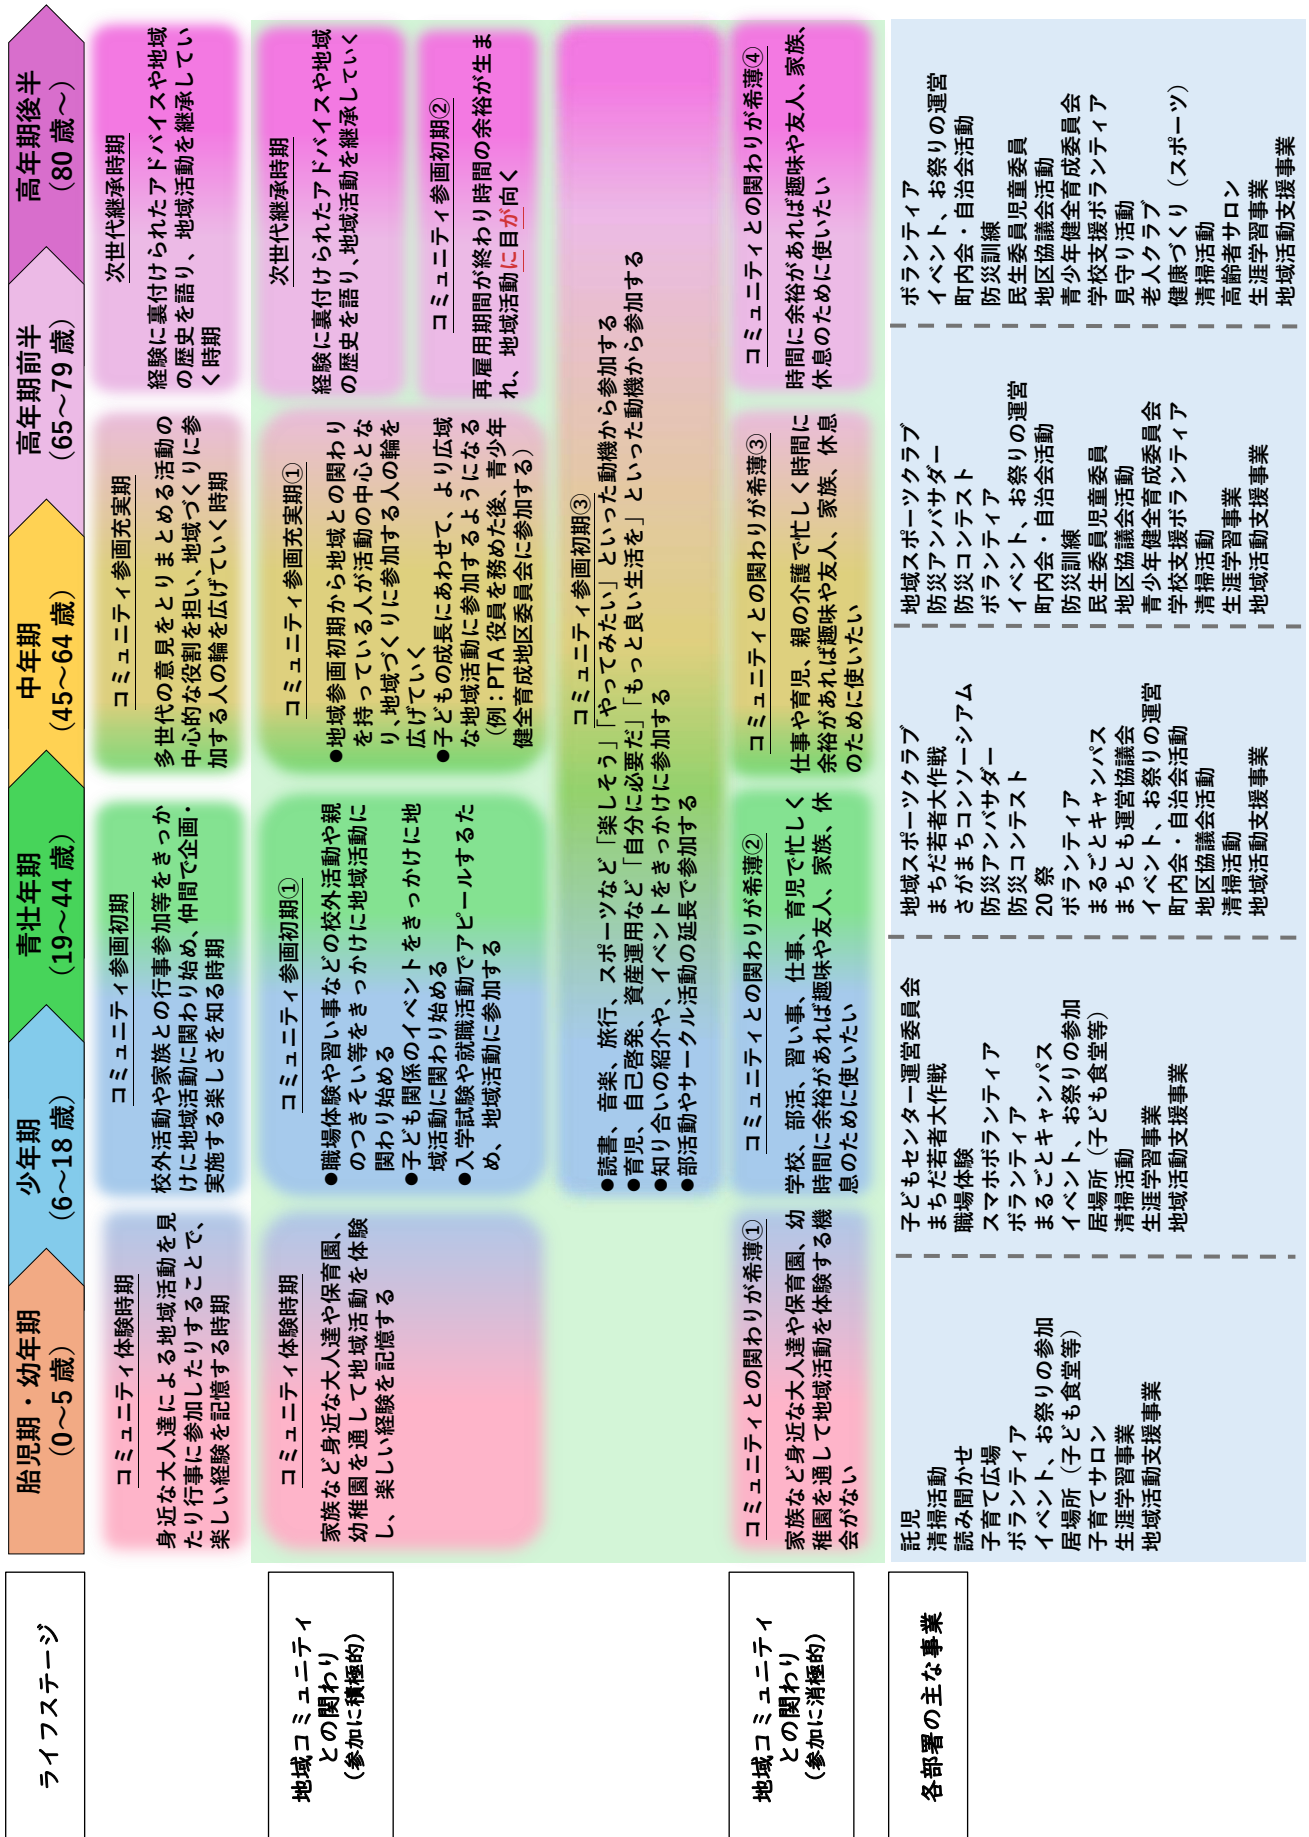 ライフステージ
胎児期・幼年期
（0～5 歳）
少年期
（6～18 歳）
青壮年期
（19～44 歳）
中年期
（45～64 歳）
高年期前半
（65～79 歳）
高年期後半
（80 歳～）
コミュニティ体験時期
身近な大人達による地域活動を見
たり行事に参加したりすることで、
楽しい経験を記憶する時期
コミュニティ参画初期
校外活動や家族との行事参加等をきっか
けに地域活動に関わり始め、仲間で企画・
実施する楽しさを知る時期
コミュニティ参画充実期
多世代の意見をとりまとめる活動の
中心的な役割を担い、地域づくりに参
加する人の輪を広げていく時期
次世代継承時期
経験に裏付けられたアドバイスや地域
の歴史を語り、地域活動を継承してい
く時期
地域コミュニティ
との関わり
（参加に積極的）
コミュニティ体験時期
家族など身近な大人達や保育園、
幼稚園を通して地域活動を体験
し、楽しい経験を記憶する
コミュニティ参画初期①
●職場体験や習い事などの校外活動や親
のつきそい等をきっかけに地域活動に
関わり始める
●子ども関係のイベントをきっかけに地
域活動に関わり始める
●入学試験や就職活動でアピールするた
め、地域活動に参加する
コミュニティ参画充実期①
●地域参画初期から地域との関わり
を持っている人が活動の中心とな
り、地域づくりに参加する人の輪を
広げていく
●子どもの成長にあわせて、より広域
な地域活動に参加するようになる
（例：PTA 役員を務めた後、青少年
健全育成地区委員会に参加する）
次世代継承時期
経験に裏付けられたアドバイスや地域
の歴史を語り、地域活動を継承していく
コミュニティ参画初期②
再雇用期間が終わり時間の余裕が生ま
れ、地域活動に目が向く
コミュニティ参画初期③
●読書、音楽、旅行、スポーツなど「楽しそう」「やってみたい」といった動機から参加する
●育児、自己啓発、資産運用など「自分に必要だ」「もっと良い生活を」といった動機から参加する
●知り合いの紹介や、イベントをきっかけに参加する
●部活動やサークル活動の延長で参加する
地域コミュニティ
との関わり
（参加に消極的）
コミュニティとの関わりが希薄①
家族など身近な大人達や保育園、幼
稚園を通して地域活動を体験する機
会がない
コミュニティとの関わりが希薄②
学校、部活、習い事、仕事、育児で忙しく
時間に余裕があれば趣味や友人、家族、休
息のために使いたい
コミュニティとの関わりが希薄③
仕事や育児、親の介護で忙しく時間に
余裕があれば趣味や友人、家族、休息
のために使いたい
コミュニティとの関わりが希薄④
時間に余裕があれば趣味や友人、家族、
休息のために使いたい
各部署の主な事業
託児
清掃活動
読み聞かせ
子育て広場
ボランティア
イベント、お祭りの参加
居場所（子ども食堂等）
子育てサロン
生涯学習事業
地域活動支援事業
子どもセンター運営委員会
まちだ若者大作戦
職場体験
スマホボランティア
ボランティア
まるごとキャンパス
イベント、お祭りの参加
居場所（子ども食堂等）
清掃活動
生涯学習事業
地域活動支援事業
地域スポーツクラブ
まちだ若者大作戦
さがまちコンソーシアム
防災アンバサダー
防災コンテスト
20 祭
ボランティア
まるごとキャンパス
まちとも運営協議会
イベント、お祭りの運営
町内会・自治会活動
地区協議会活動
清掃活動
地域活動支援事業
地域スポーツクラブ
防災アンバサダー
防災コンテスト
ボランティア
イベント、お祭りの運営
町内会・自治会活動
防災訓練
民生委員児童委員
地区協議会活動
青少年健全育成委員会
学校支援ボランティア
清掃活動
生涯学習事業
地域活動支援事業
ボランティア
イベント、お祭りの運営
町内会・自治会活動
防災訓練
民生委員児童委員
地区協議会活動
青少年健全育成委員会
学校支援ボランティア
見守り活動
老人クラブ
健康づくり（スポーツ）
清掃活動
高齢者サロン
生涯学習事業
地域活動支援事業